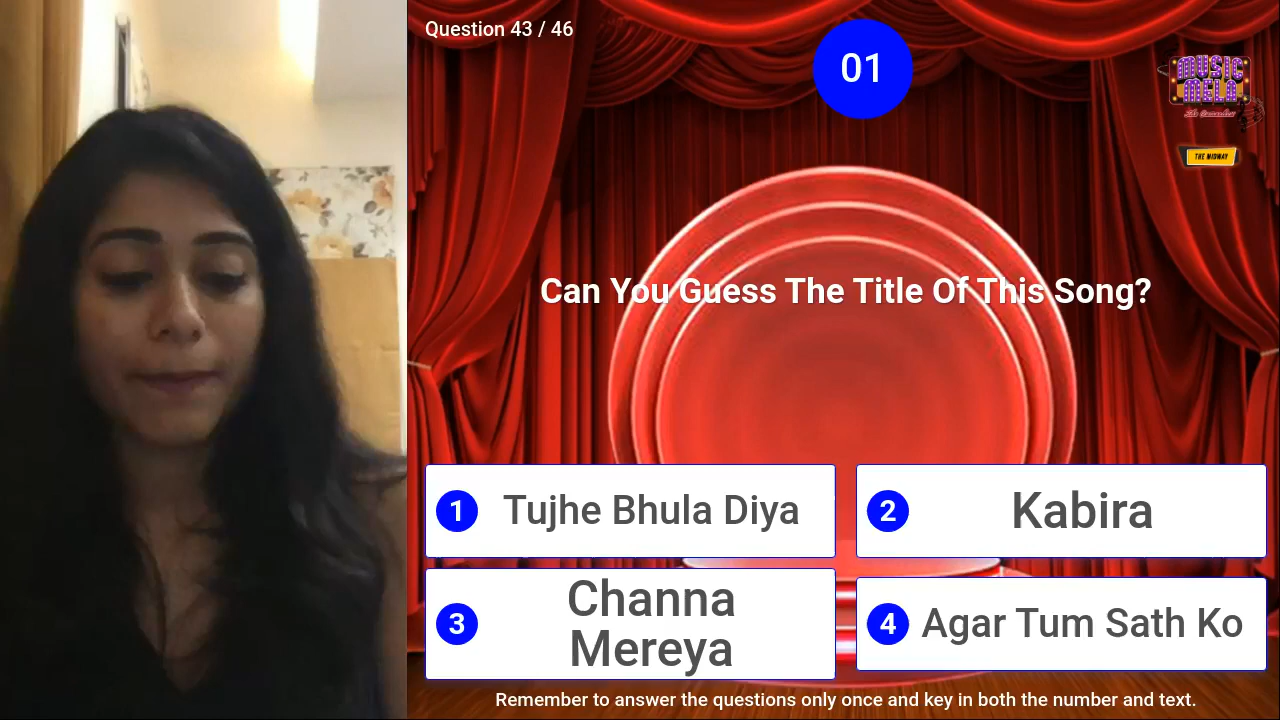 Question 43 / 46
01
MUSIC
MELA
THE MIDWAY
Can You Guess The Title Of This Song?
1 Tujhe Bhula Diya
2 Kabira
3 Channa
Mereya
4 Agar Tum Sath Ko
Remember to answer the questions only once and key in both the number and text.